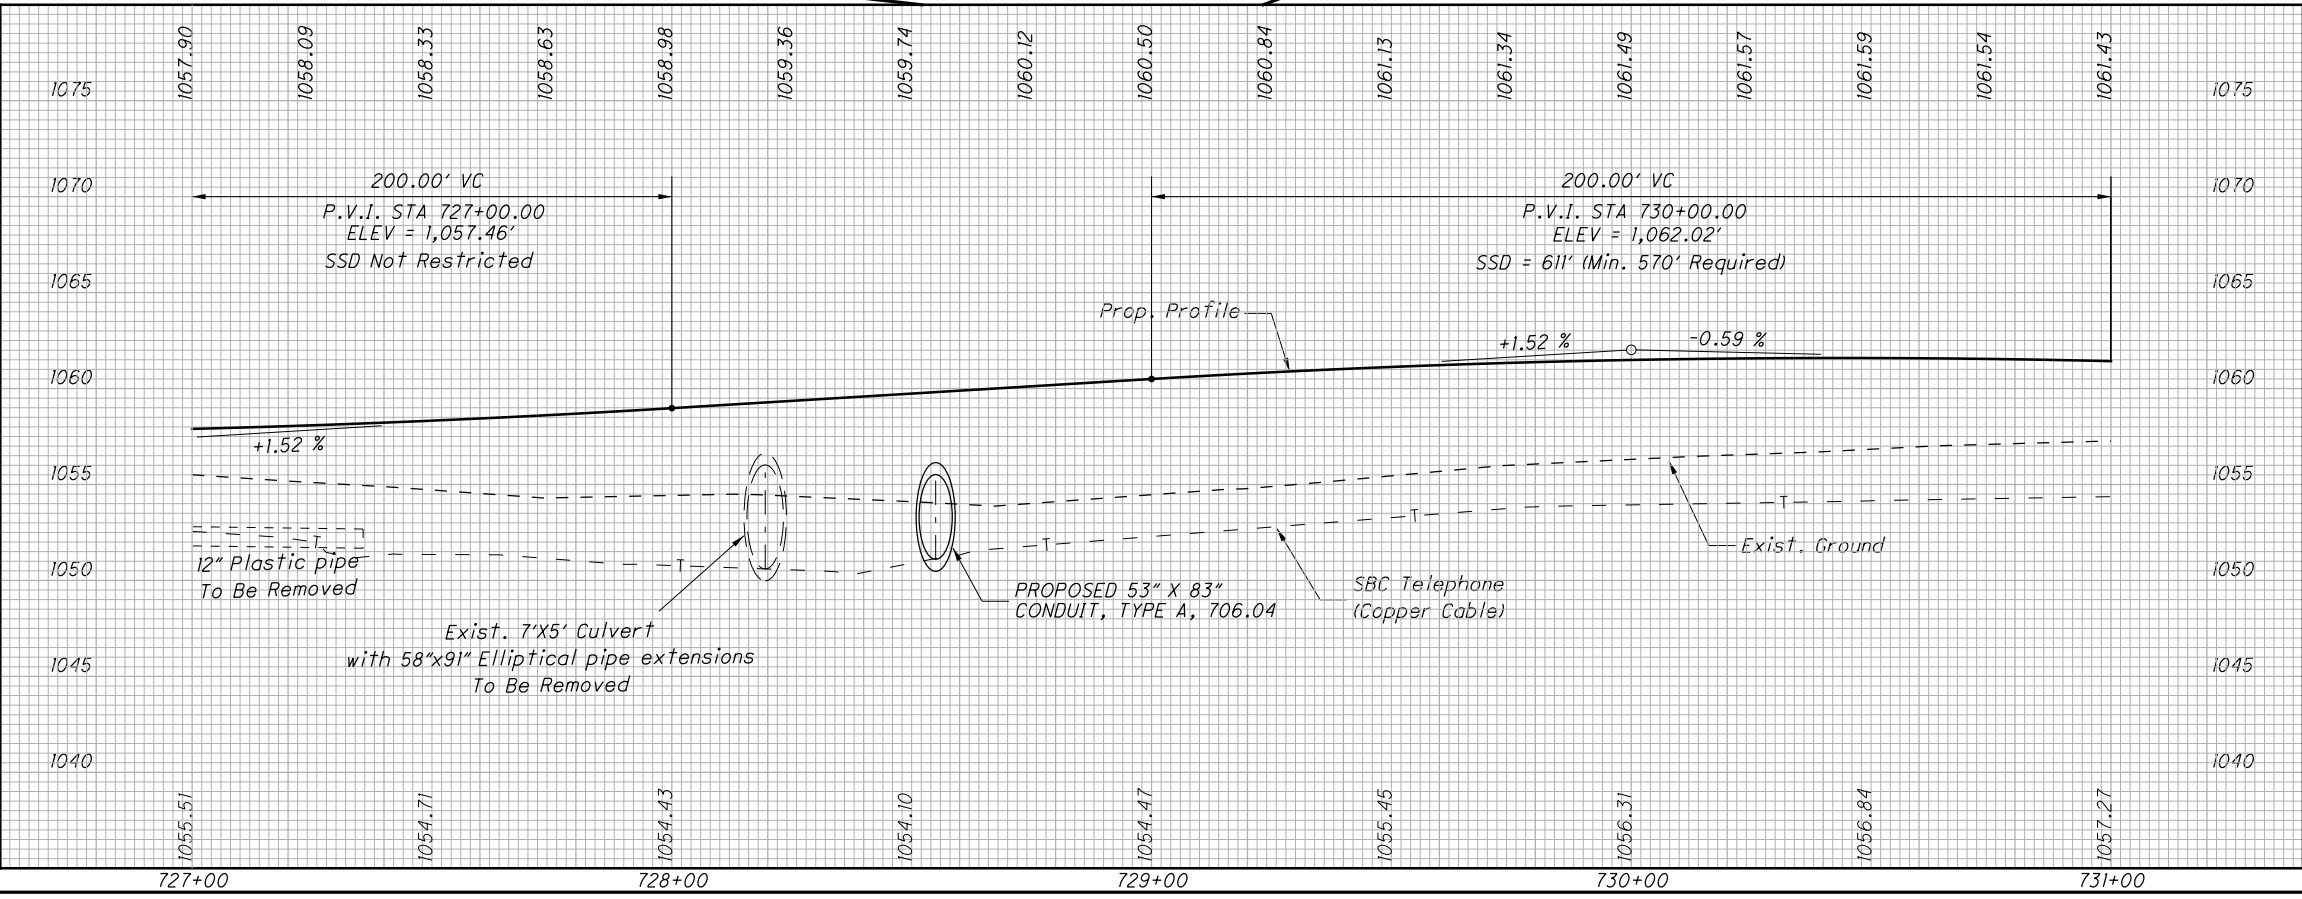 1057.90
1058.09
1058.33
1058.63
1058.98
1059.36
1059.74
1060.12
1060.50
1060.84
1061.13
1061.34
1061.49
1061.57
1061.59
1061.54
1061.43
1075
1075
1070
1070
200.00' VC
P.V.I. STA 727+00.00
ELEV = 1,057.46'
SSD Not Restricted
200.00' VC
P.V.I. STA 730+00.00
ELEV = 1,062.02'
SSD = 611' (Min. 570' Required)
1065
1065
Prop. Profile
+1.52 %
-0.59 %
1060
1060
+1.52 %
1055
1055
T
T
T
T
T
12" Plastic pipe
To Be Removed
Exist. Ground
1050
1050
PROPOSED 53" X 83"
CONDUIT, TYPE A, 706.04
SBC Telephone
(Copper Cable)
Exist. 7'X5' Culvert
with 58"x91" Elliptical pipe extensions
To Be Removed
1045
1045
1040
1040
1055.51
1054.71
1054.43
1054.10
1054.47
1055.45
1056.31
1056.84
1057.27
727+00
728+00
729+00
730+00
731+00